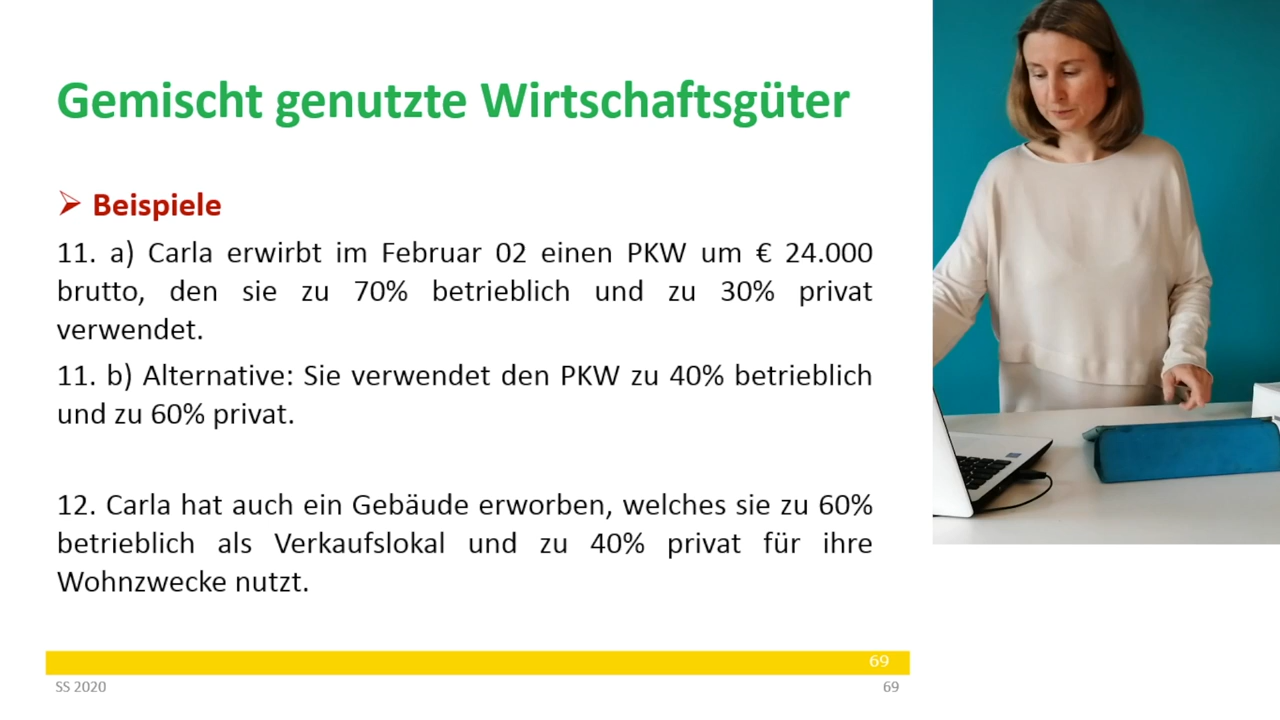 Gemischt genutzte Wirtschaftsgüter
Beispiele
11. a) Carla erwirbt im Februar 02 einen PKW um € 24.000
brutto, den sie zu 70% betrieblich und zu 30% privat
verwendet.
11. b) Alternative: Sie verwendet den PKW zu 40% betrieblich
und zu 60% privat.
12. Carla hat auch ein Gebäude erworben, welches sie zu 60%
betrieblich als Verkaufslokal und zu 40% privat für ihre
Wohnzwecke nutzt.
69
SS 2020
69